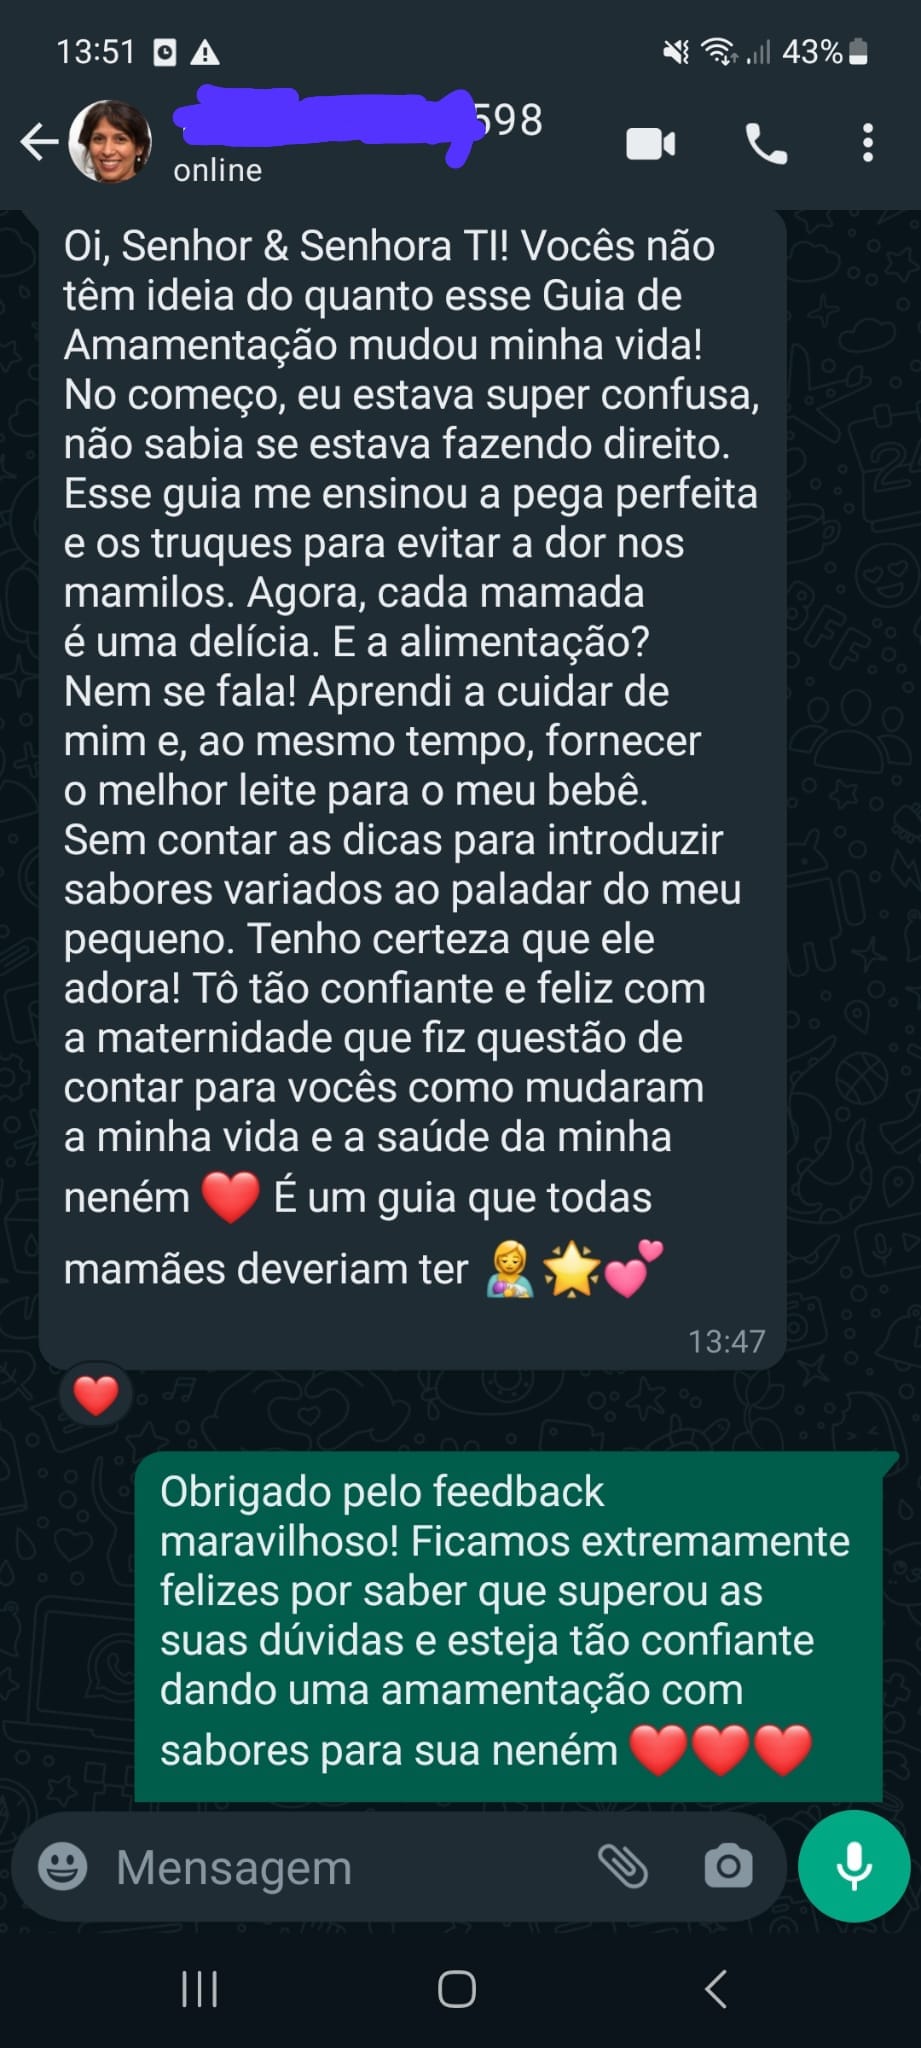 13:51
43%
598
online
Oi, Senhor & Senhora TI! Vocês não
têm ideia do quanto esse Guia de
Amamentação mudou minha vida!
No começo, eu estava super confusa,
não sabia se estava fazendo direito.
Esse guia me ensinou a pega perfeita
e os truques para evitar a dor nos
mamilos. Agora, cada mamada
é uma delícia. E a alimentação?
Nem se fala! Aprendi a cuidar de
mim e, ao mesmo tempo, fornecer
o melhor leite para o meu bebê.
Sem contar as dicas para introduzir
sabores variados ao paladar do meu
pequeno. Tenho certeza que ele
adora! Tô tão confiante e feliz com
a maternidade que fiz questão de
contar para vocês como mudaram
a minha vida e a saúde da minha
neném ❤️ É um guia que todas
mamães deveriam ter 👩‍🍼🌟💕
13:47
❤️
Obrigado pelo feedback
maravilhoso! Ficamos extremamente
felizes por saber que superou as
suas dúvidas e esteja tão confiante
dando uma amamentação com
sabores para sua neném ❤️❤️❤️
Mensagem